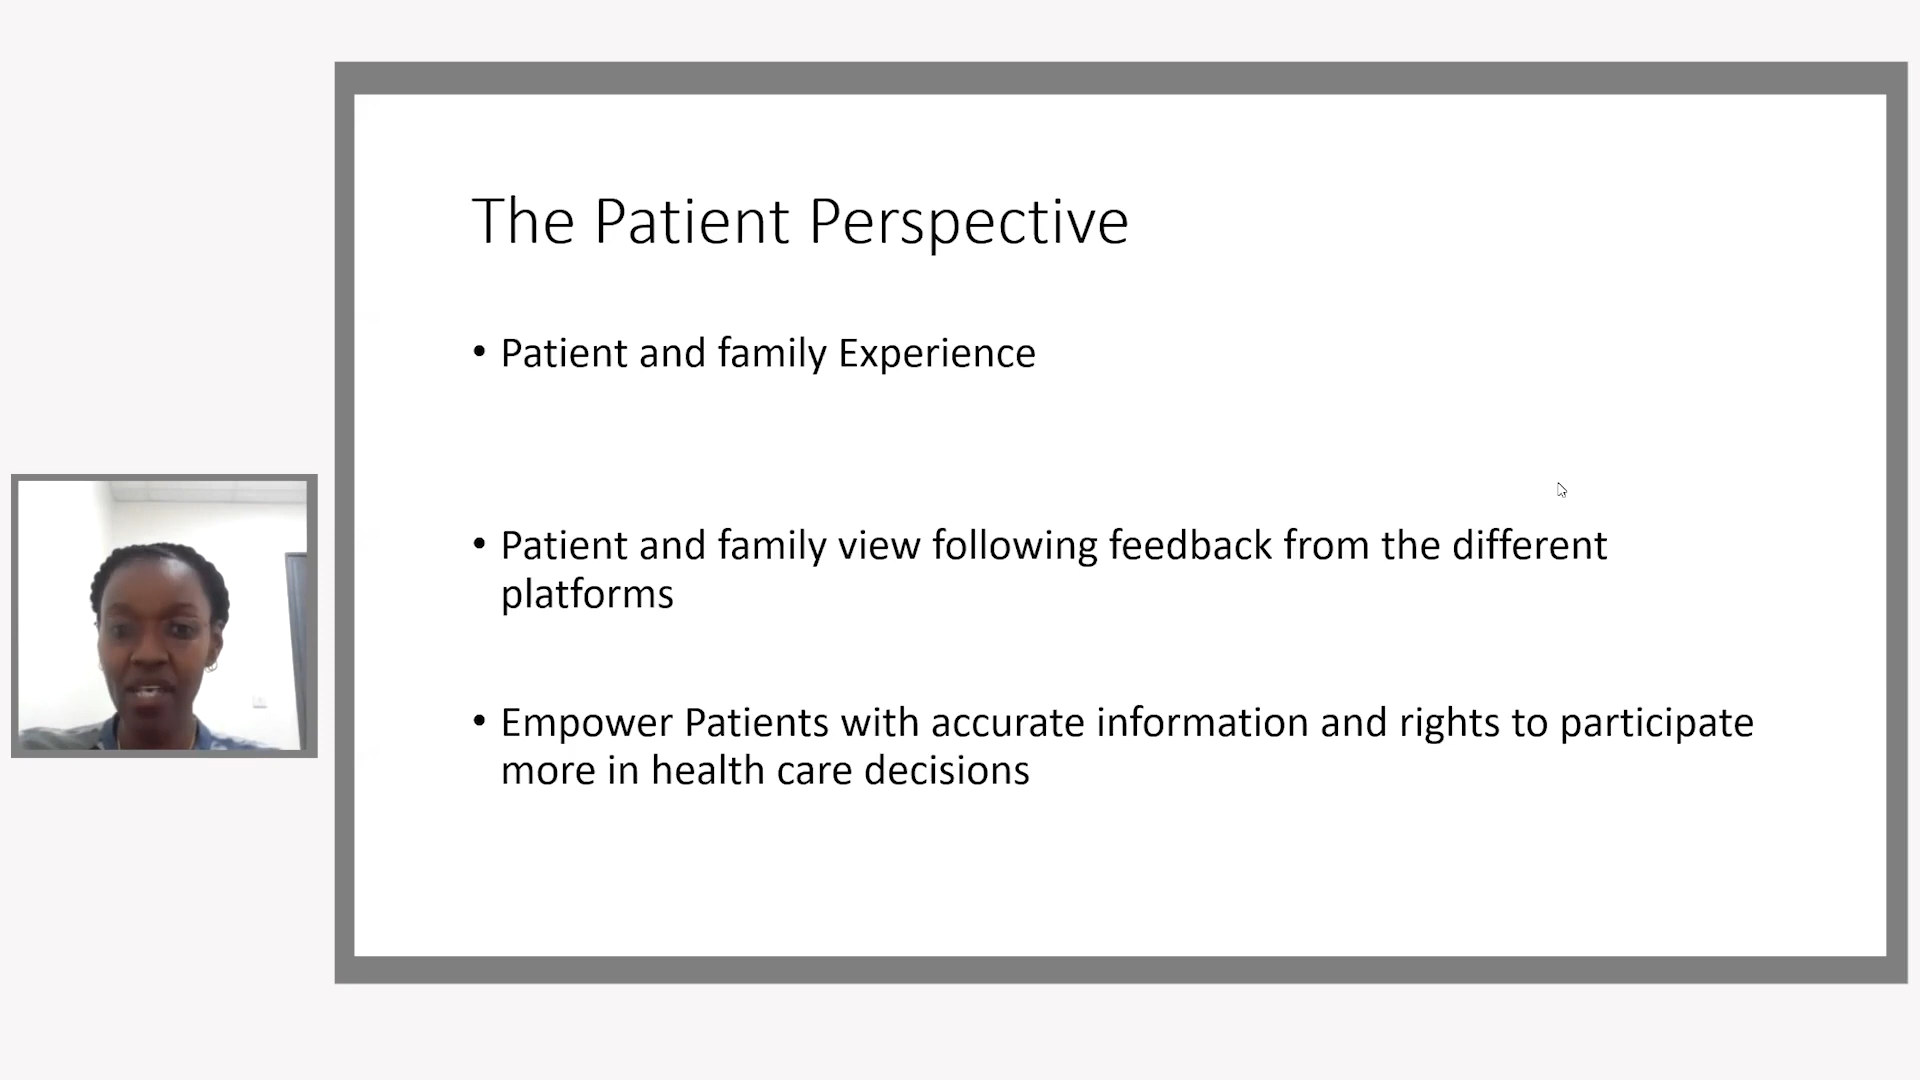 The Patient Perspective
• Patient and family Experience
• Patient and family view following feedback from the different
platforms
• Empower Patients with accurate information and rights to participate
more in health care decisions